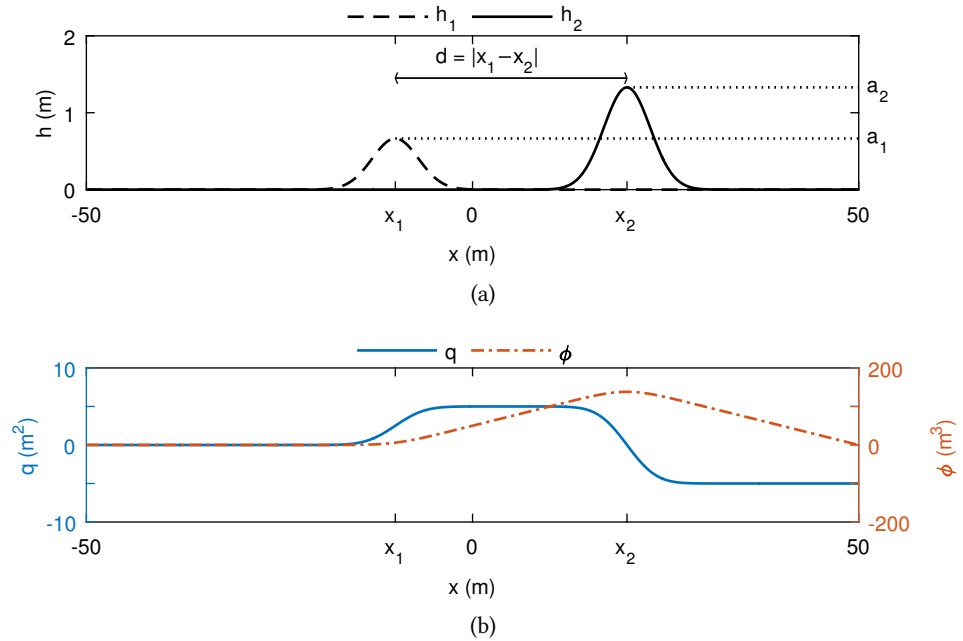 h₁ h₂
2
d = |x₁−x₂|
a₂
1
a₁
0
h (m)
-50 x₁ 0 x₂ 50
x (m)
(a)
q ϕ
10 200
0 0
-10 -200
q (m²)
ϕ (m³)
-50 x₁ 0 x₂ 50
x (m)
(b)